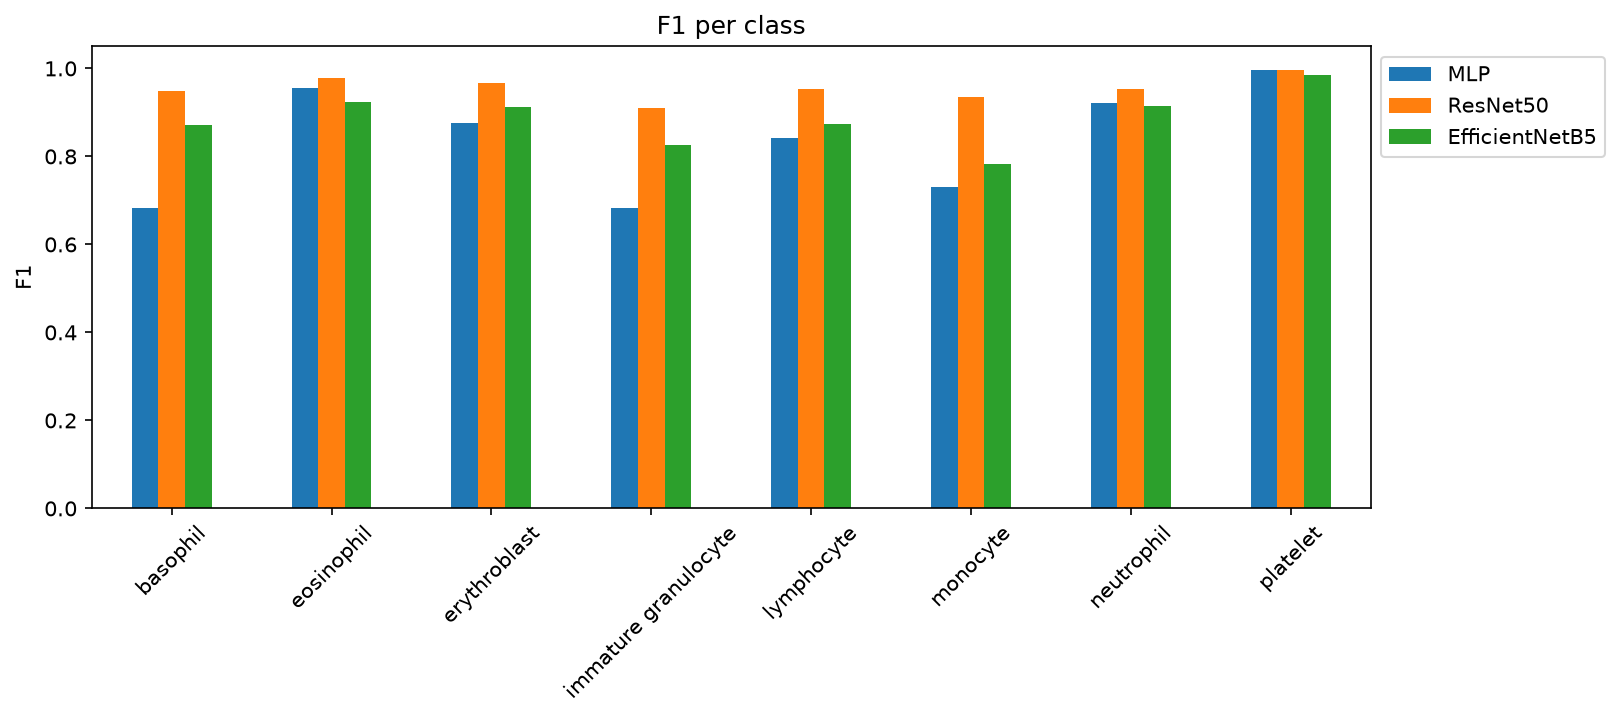 F1 per class
MLP
ResNet50
EfficientNetB5
F1
1.0
0.8
0.6
0.4
0.2
0.0
basophil
eosinophil
erythroblast
immature granulocyte
lymphocyte
monocyte
neutrophil
platelet